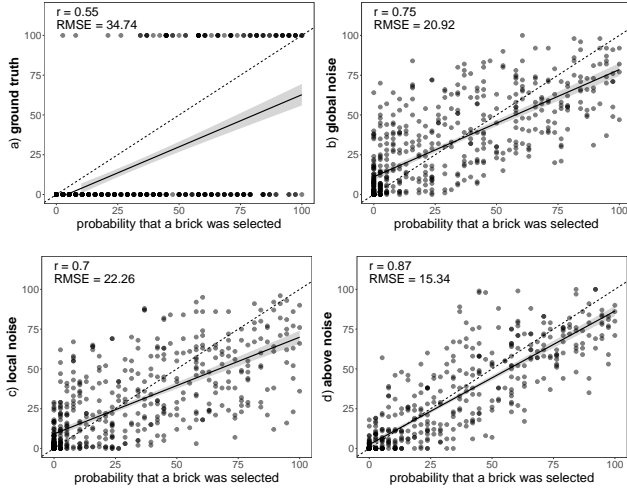 r = 0.55
RMSE = 34.74
100
75
50
25
0
a) ground truth
0 25 50 75 100
probability that a brick was selected
r = 0.75
RMSE = 20.92
100
75
50
25
0
b) global noise
0 25 50 75 100
probability that a brick was selected
r = 0.7
RMSE = 22.26
100
75
50
25
0
c) local noise
0 25 50 75 100
probability that a brick was selected
r = 0.87
RMSE = 15.34
100
75
50
25
0
d) above noise
0 25 50 75 100
probability that a brick was selected